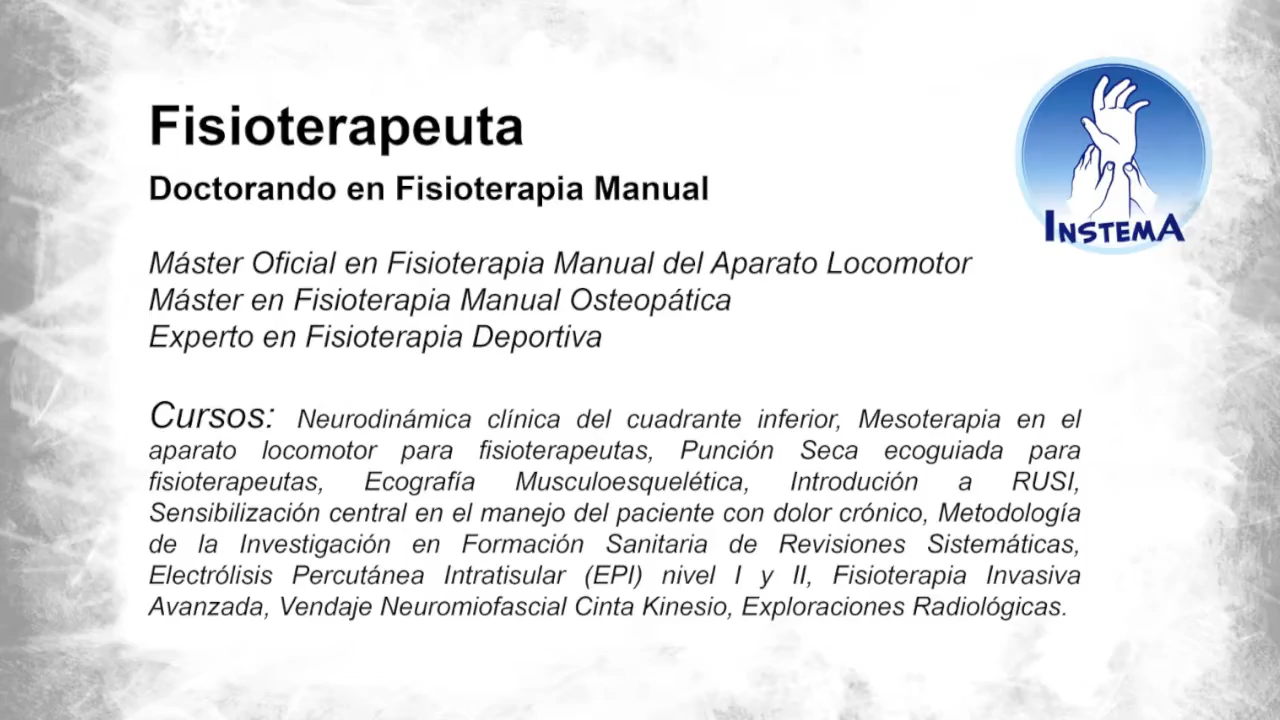 Fisioterapeuta
Doctorando en Fisioterapia Manual
INSTEMA
Máster Oficial en Fisioterapia Manual del Aparato Locomotor
Máster en Fisioterapia Manual Osteopática
Experto en Fisioterapia Deportiva
Cursos: Neurodinámica clínica del cuadrante inferior, Mesoterapia en el
aparato locomotor para fisioterapeutas, Punción Seca ecoguiada para
fisioterapeutas, Ecografía Musculoesquelética, Introdución a RUSI,
Sensibilización central en el manejo del paciente con dolor crónico, Metodología
de la Investigación en Formación Sanitaria de Revisiones Sistemáticas,
Electrólisis Percutánea Intratisular (EPI) nivel I y II, Fisioterapia Invasiva
Avanzada, Vendaje Neuromiofascial Cinta Kinesio, Exploraciones Radiológicas.